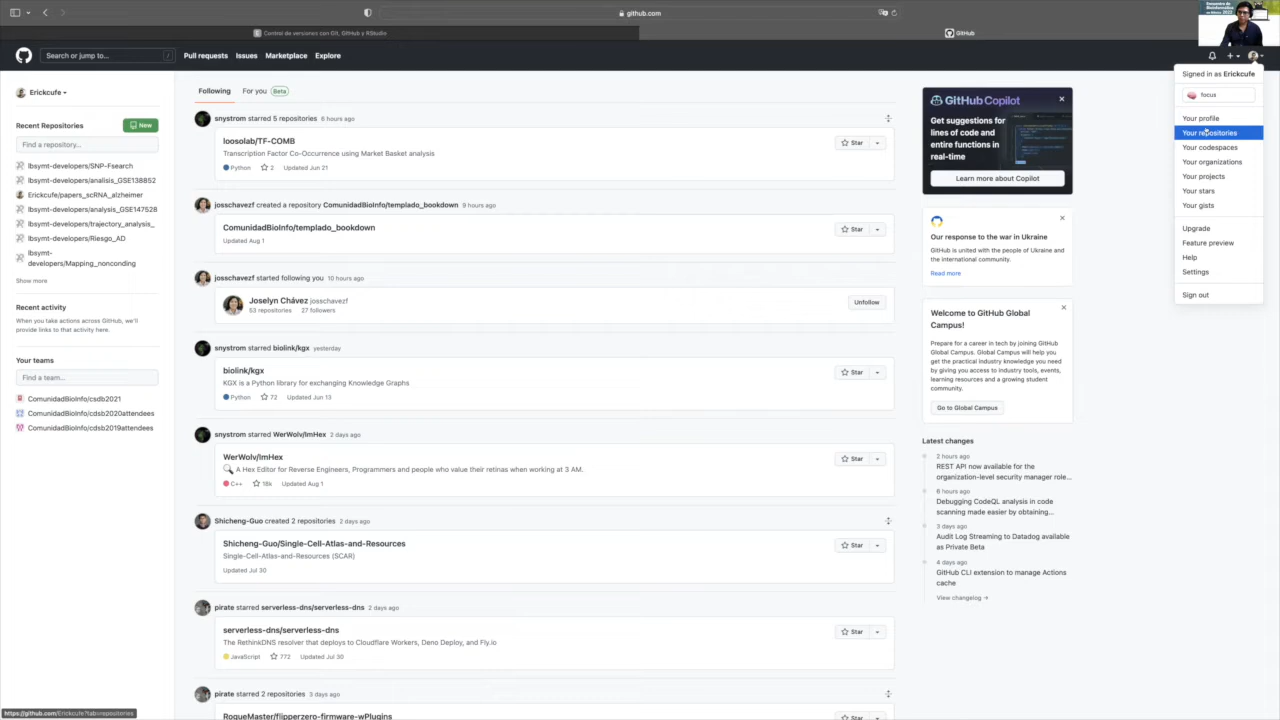 github.com
Control de versiones con Git, GitHub y RStudio
GitHub
Encuentro de
Bioinformática
en México 2022
Search or jump to...
/
Pull requests
Issues
Marketplace
Explore
Erickcufe
Recent Repositories
New
Find a repository...
lbsymt-developers/SNP-Fsearch
lbsymt-developers/analisis_GSE138852
Erickcufe/papers_scRNA_alzheimer
lbsymt-developers/analysis_GSE147528
lbsymt-developers/trajectory_analysis_
lbsymt-developers/Riesgo_AD
lbsymt-
developers/Mapping_nonconding
Show more
Recent activity
When you take actions across GitHub, we'll
provide links to that activity here.
Your teams
Find a team...
ComunidadBioInfo/csdb2021
ComunidadBioInfo/cdsb2020attendees
ComunidadBioInfo/cdsb2019attendees
Following
For you Beta
snystrom starred 5 repositories 6 hours ago
loosolab/TF-COMB
Transcription Factor Co-Occurrence using Market Basket analysis
Python 2 Updated Jun 21
Star
josschavezf created a repository ComunidadBioInfo/templado_bookdown 9 hours ago
ComunidadBioInfo/templado_bookdown
Updated Aug 1
Star
josschavezf started following you 10 hours ago
Joselyn Chávez josschavezf
53 repositories 27 followers
Unfollow
snystrom starred biolink/kgx yesterday
biolink/kgx
KGX is a Python library for exchanging Knowledge Graphs
Python 72 Updated Jun 13
Star
snystrom starred WerWolv/ImHex 2 days ago
WerWolv/ImHex
A Hex Editor for Reverse Engineers, Programmers and people who value their retinas when working at 3 AM.
C++ 18k Updated Aug 1
Star
Shicheng-Guo created 2 repositories 2 days ago
Shicheng-Guo/Single-Cell-Atlas-and-Resources
Single-Cell-Atlas-and-Resources (SCAR)
Updated Jul 30
Star
pirate starred serverless-dns/serverless-dns 2 days ago
serverless-dns/serverless-dns
The RethinkDNS resolver that deploys to Cloudflare Workers, Deno Deploy, and Fly.io
JavaScript 772 Updated Jul 30
Star
pirate starred 2 repositories 3 days ago
RogueMaster/flipperzero-firmware-wPlugins
Star
GitHub Copilot
Get suggestions for
lines of code and
entire functions in
real-time
Learn more about Copilot
Our response to the war in Ukraine
GitHub is united with the people of Ukraine and
the international community.
Read more
Welcome to GitHub Global
Campus!
Prepare for a career in tech by joining GitHub
Global Campus. Global Campus will help you
get the practical industry knowledge you need
by giving you access to industry tools, events,
learning resources and a growing student
community.
Go to Global Campus
Latest changes
2 hours ago
REST API now available for the
organization-level security manager role...
6 hours ago
Debugging CodeQL analysis in code
scanning made easier by obtaining...
3 days ago
Audit Log Streaming to Datadog available
as Private Beta
4 days ago
GitHub CLI extension to manage Actions
cache
View changelog →
Signed in as Erickcufe
focus
Your profile
Your repositories
Your codespaces
Your organizations
Your projects
Your stars
Your gists
Upgrade
Feature preview
Help
Settings
Sign out
https://github.com/Erickcufe?tab=repositories